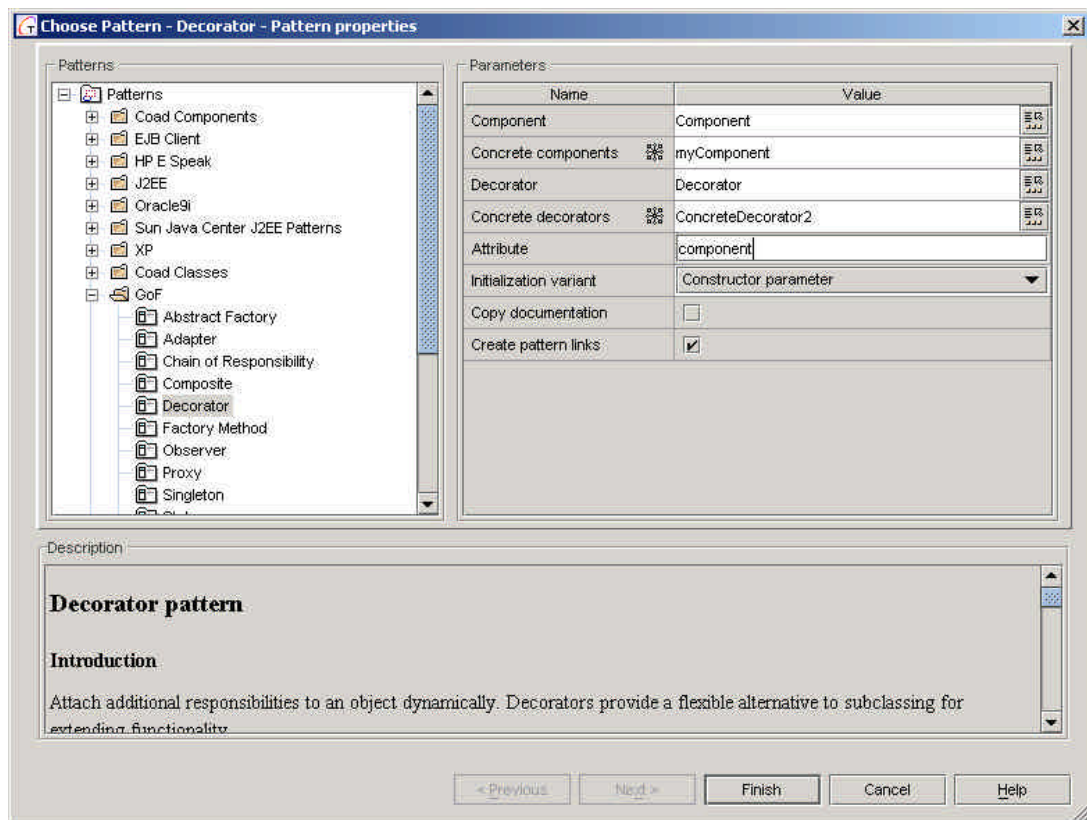 Choose Pattern - Decorator - Pattern properties
Patterns
Patterns
Coad Components
EJB Client
HP E Speak
J2EE
Oracle9i
Sun Java Center J2EE Patterns
XP
Coad Classes
GoF
Abstract Factory
Adapter
Chain of Responsibility
Composite
Decorator
Factory Method
Observer
Proxy
Singleton
Parameters
Name Value
Component Component
Concrete components myComponent
Decorator Decorator
Concrete decorators ConcreteDecorator2
Attribute component
Initialization variant Constructor parameter
Copy documentation
Create pattern links
Description
Decorator pattern
Introduction
Attach additional responsibilities to an object dynamically. Decorators provide a flexible alternative to subclassing for
extending functionality
< Previous Next > Finish Cancel Help